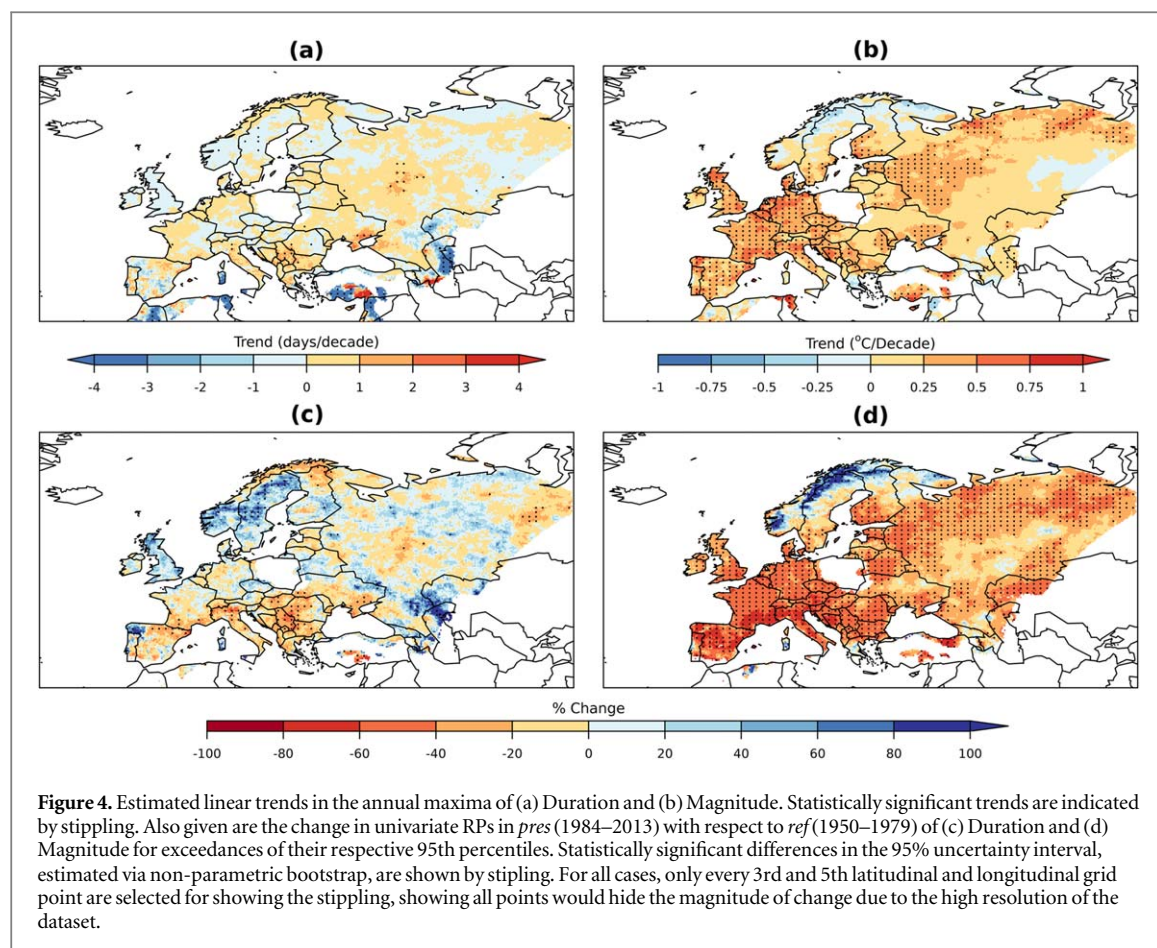 (a)
(b)
Trend (days/decade)
-4 -3 -2 -1 0 1 2 3 4
Trend (°C/Decade)
-1 -0.75 -0.5 -0.25 0 0.25 0.5 0.75 1
(c)
(d)
% Change
-100 -80 -60 -40 -20 0 20 40 60 80 100
Figure 4. Estimated linear trends in the annual maxima of (a) Duration and (b) Magnitude. Statistically significant trends are indicated
by stippling. Also given are the change in univariate RPs in pres (1984–2013) with respect to ref (1950–1979) of (c) Duration and (d)
Magnitude for exceedances of their respective 95th percentiles. Statistically significant differences in the 95% uncertainty interval,
estimated via non-parametric bootstrap, are shown by stipling. For all cases, only every 3rd and 5th latitudinal and longitudinal grid
point are selected for showing the stippling, showing all points would hide the magnitude of change due to the high resolution of the
dataset.